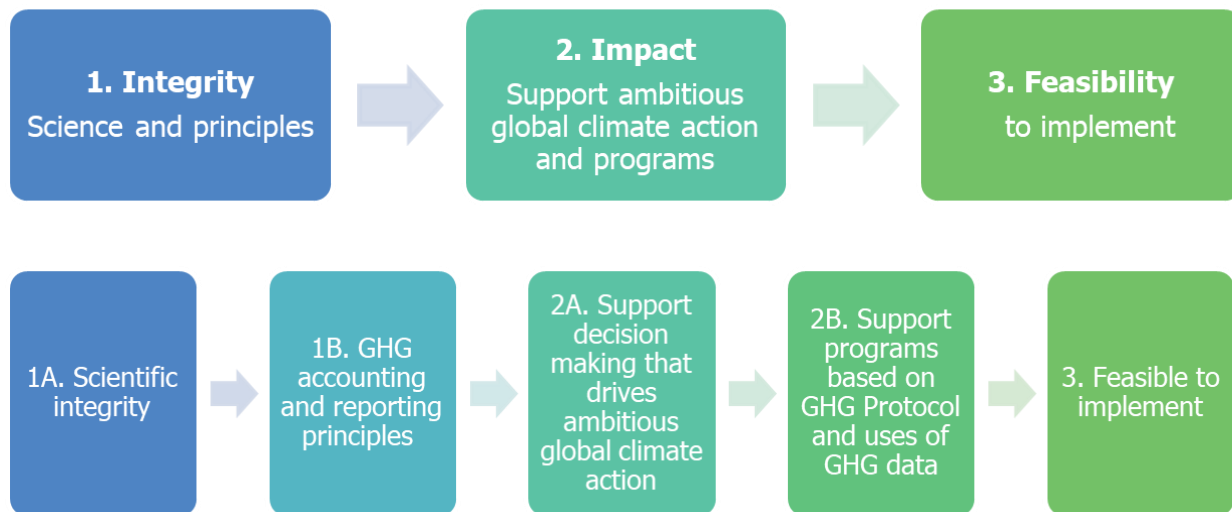 1. Integrity
Science and principles
2. Impact
Support ambitious
global climate action
and programs
3. Feasibility
to implement
1A. Scientific
integrity
1B. GHG
accounting
and reporting
principles
2A. Support
decision
making that
drives
ambitious
global climate
action
2B. Support
programs
based on
GHG Protocol
and uses of
GHG data
3. Feasible to
implement